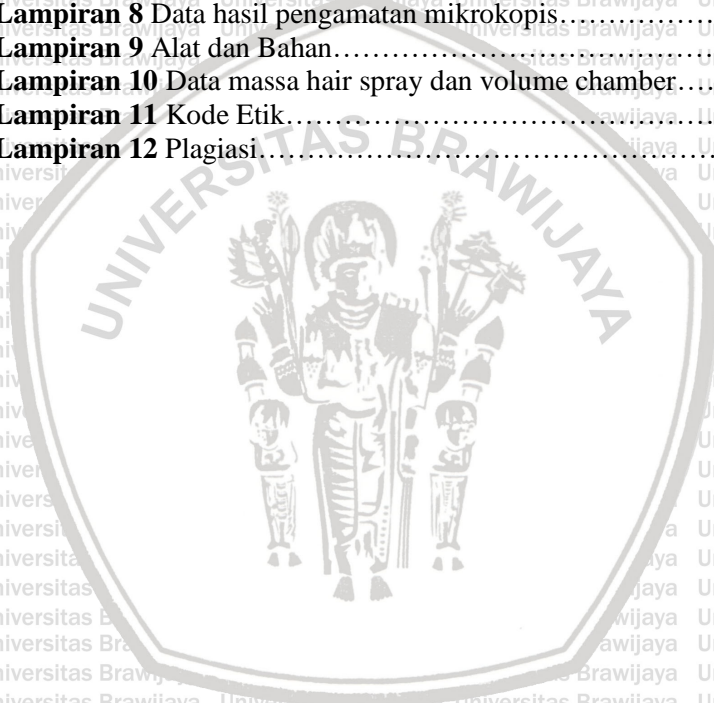 Lampiran 8 Data hasil pengamatan mikrokopis……………….
Lampiran 9 Alat dan Bahan………………………………………
Lampiran 10 Data massa hair spray dan volume chamber….
Lampiran 11 Kode Etik……………………………………………
Lampiran 12 Plagiasi………………………………………………
UNIVERSITAS BRAWIJAYA